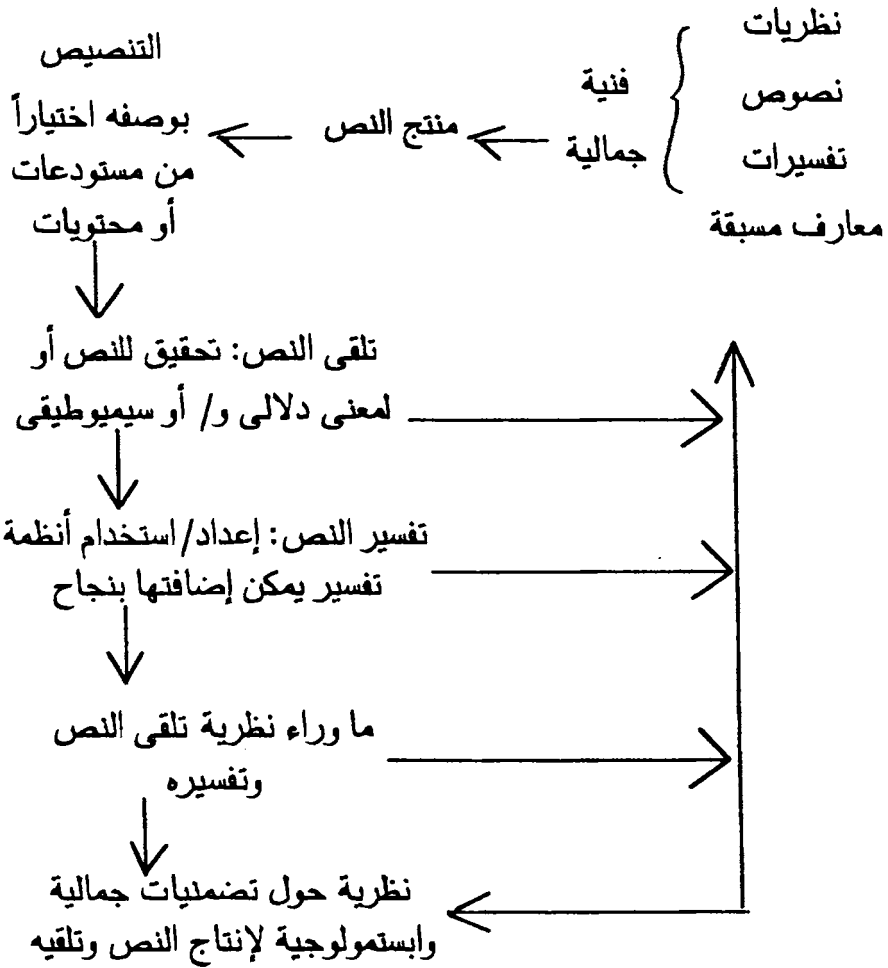 نظريات
نصوص
تفسيرات
معارف مسبقة
فنية
جمالية
منتج النص
التنصيص
بوصفه اختياراً
من مستودعات
أو محتويات
تلقى النص: تحقيق للنص أو
لمعنى دلالى و/ أو سيميوطيقى
تفسير النص: إعداد/ استخدام أنظمة
تفسير يمكن إضافتها بنجاح
ما وراء نظرية تلقى النص
وتفسيره
نظرية حول تضمنيات جمالية
وابستمولوجية لإنتاج النص وتلقيه